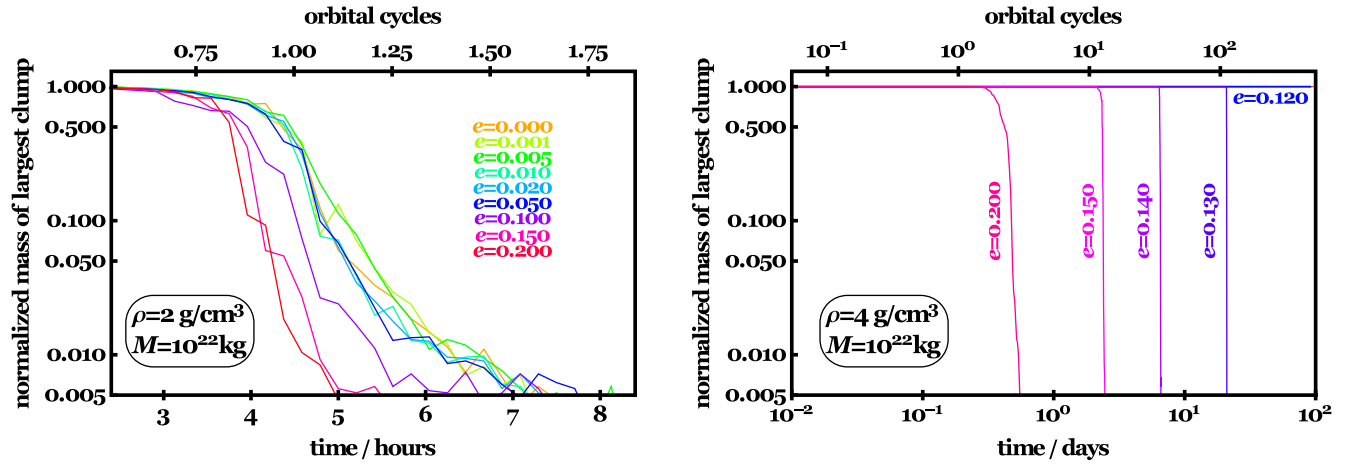 orbital cycles
0.75 1.00 1.25 1.50 1.75
normalized mass of largest clump
1.000
0.500
0.100
0.050
0.010
0.005
e=0.000
e=0.001
e=0.005
e=0.010
e=0.020
e=0.050
e=0.100
e=0.150
e=0.200
ρ=2 g/cm³
M=10²²kg
3 4 5 6 7 8
time / hours
orbital cycles
10⁻¹ 10⁰ 10¹ 10²
normalized mass of largest clump
1.000
0.500
0.100
0.050
0.010
0.005
e=0.120
e=0.200
e=0.150
e=0.140
e=0.130
ρ=4 g/cm³
M=10²²kg
10⁻² 10⁻¹ 10⁰ 10¹ 10²
time / days